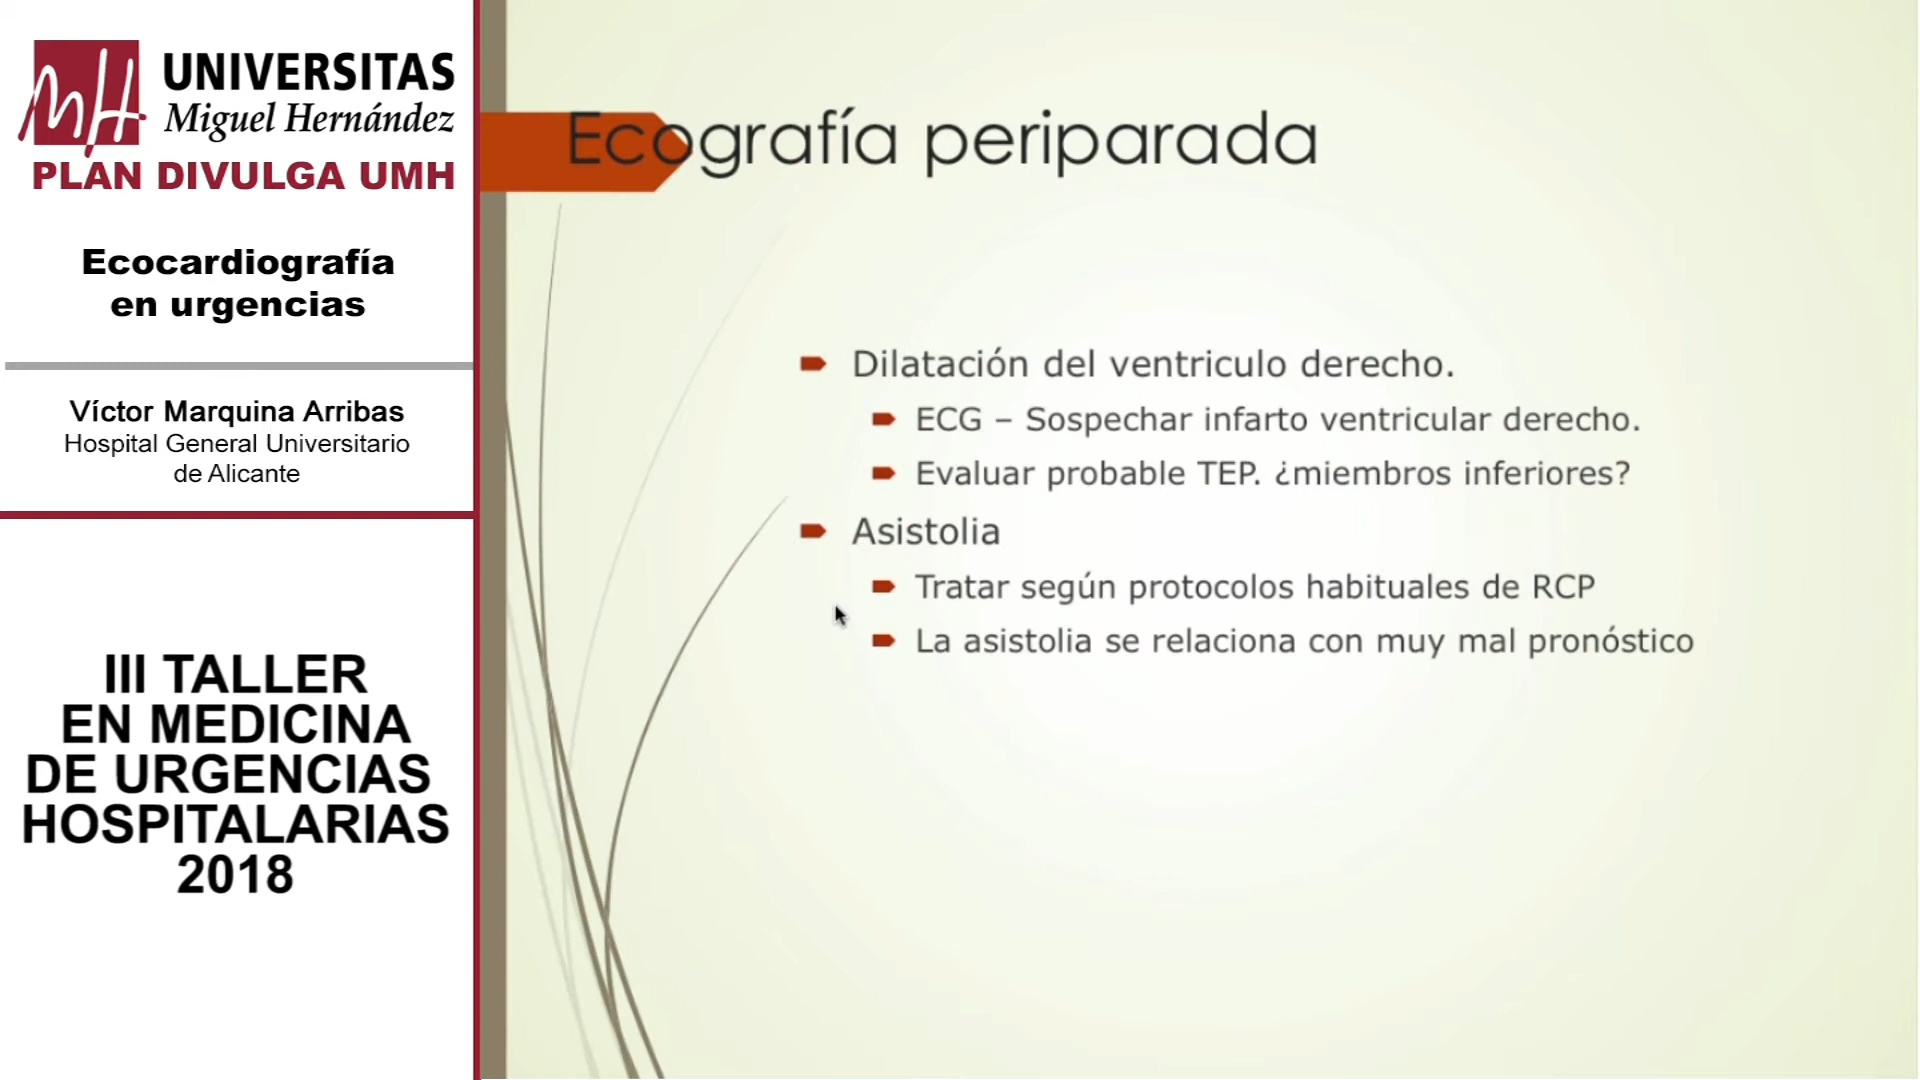 UNIVERSITAS
Miguel Hernández
PLAN DIVULGA UMH
Ecocardiografía
en urgencias
Víctor Marquina Arribas
Hospital General Universitario
de Alicante
III TALLER
EN MEDICINA
DE URGENCIAS
HOSPITALARIAS
2018
Ecografía periparada
Dilatación del ventriculo derecho.
ECG – Sospechar infarto ventricular derecho.
Evaluar probable TEP. ¿miembros inferiores?
Asistolia
Tratar según protocolos habituales de RCP
La asistolia se relaciona con muy mal pronóstico